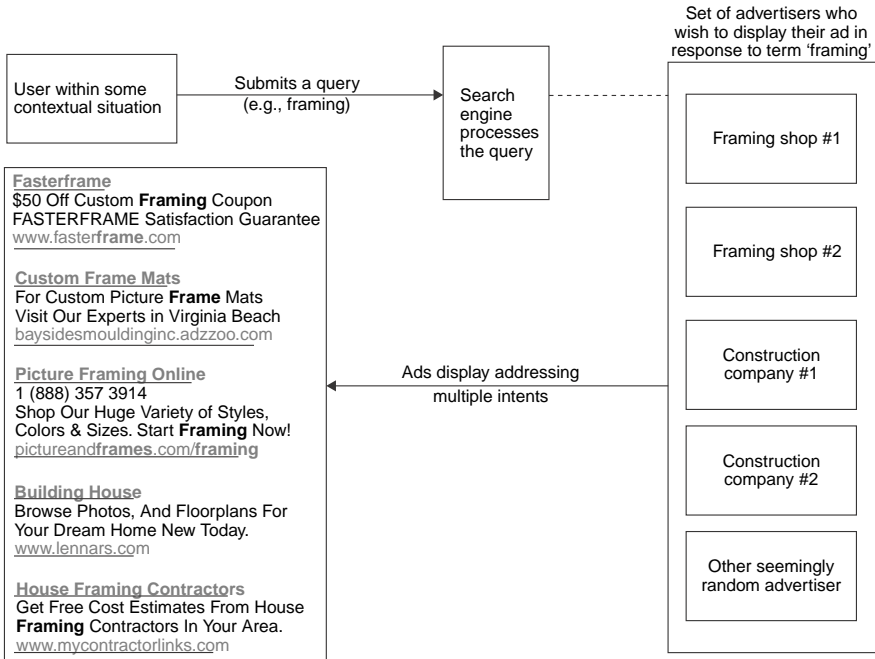 Set of advertisers who
wish to display their ad in
response to term ‘framing’
User within some
contextual situation
Submits a query
(e.g., framing)
Search
engine
processes
the query
Framing shop #1
Framing shop #2
Construction
company #1
Construction
company #2
Other seemingly
random advertiser
Ads display addressing
multiple intents
Fasterframe
$50 Off Custom Framing Coupon
FASTERFRAME Satisfaction Guarantee
www.fasterframe.com
Custom Frame Mats
For Custom Picture Frame Mats
Visit Our Experts in Virginia Beach
baysidesmouldinginc.adzzoo.com
Picture Framing Online
1 (888) 357 3914
Shop Our Huge Variety of Styles,
Colors & Sizes. Start Framing Now!
pictureandframes.com/framing
Building House
Browse Photos, And Floorplans For
Your Dream Home New Today.
www.lennars.com
House Framing Contractors
Get Free Cost Estimates From House
Framing Contractors In Your Area.
www.mycontractorlinks.com